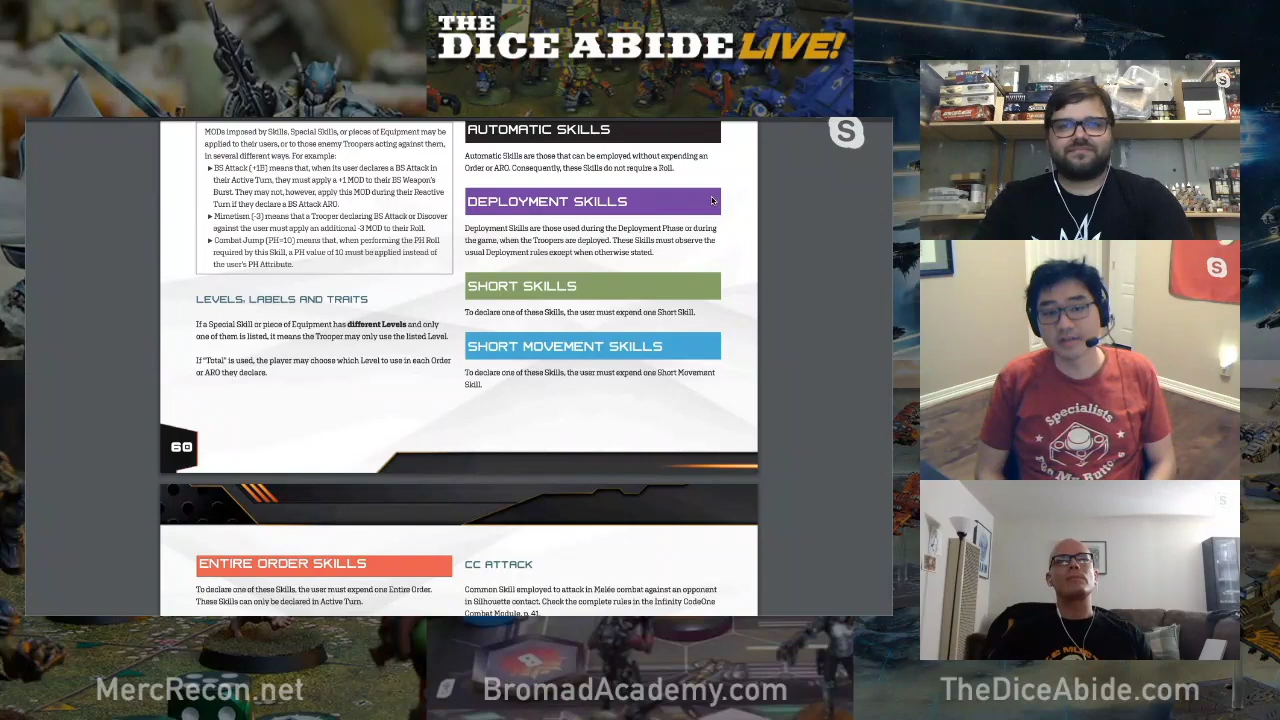 THE
DICE ABIDE LIVE!
MODs imposed by Skills, Special Skills, or pieces of Equipment may be
applied to their users, or to those enemy Troopers acting against them,
in several different ways. For example:
▶ BS Attack (+1B) means that, when its user declares a BS Attack in
their Active Turn, they must apply a +1 MOD to their BS Weapon's
Burst. They may not, however, apply this MOD during their Reactive
Turn if they declare a BS Attack ARO.
▶ Mimetism (-3) means that a Trooper declaring BS Attack or Discover
against the user must apply an additional -3 MOD to their Roll.
▶ Combat Jump (PH=10) means that, when performing the PH Roll
required by this Skill, a PH value of 10 must be applied instead of
the user's PH Attribute.
LEVELS, LABELS AND TRAITS
If a Special Skill or piece of Equipment has different Levels and only
one of them is listed, it means the Trooper may only use the listed Level.
If "Total" is used, the player may choose which Level to use in each Order
or ARO they declare.
60
AUTOMATIC SKILLS
Automatic Skills are those that can be employed without expending an
Order or ARO. Consequently, these Skills do not require a Roll.
DEPLOYMENT SKILLS
Deployment Skills are those used during the Deployment Phase or during
the game, when the Troopers are deployed. These Skills must observe the
usual Deployment rules except when otherwise stated.
SHORT SKILLS
To declare one of these Skills, the user must expend one Short Skill.
SHORT MOVEMENT SKILLS
To declare one of these Skills, the user must expend one Short Movement
Skill.
ENTIRE ORDER SKILLS
To declare one of these Skills, the user must expend one Entire Order.
These Skills can only be declared in Active Turn.
CC ATTACK
Common Skill employed to attack in Melée combat against an opponent
in Silhouette contact. Check the complete rules in the Infinity CodeOne
Combat Module, p. 41.
S
S
S
S
Specialists
MercRecon.net
BromadAcademy.com
TheDiceAbide.com